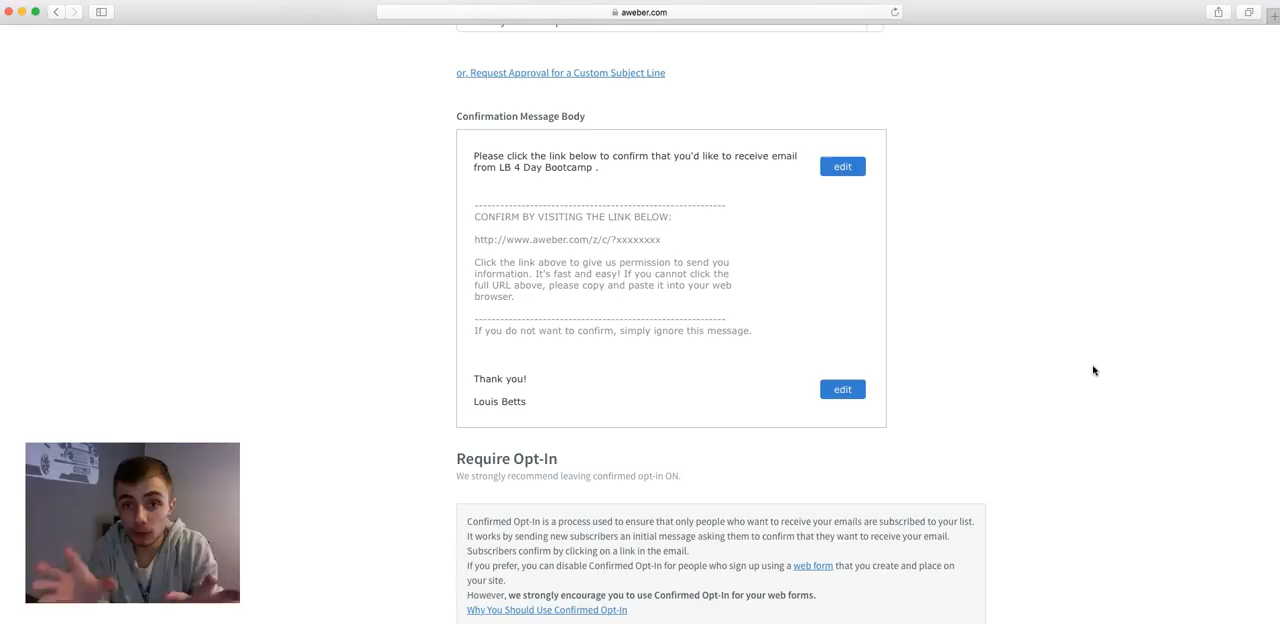 aweber.com
or, Request Approval for a Custom Subject Line
Confirmation Message Body
Please click the link below to confirm that you'd like to receive email
from LB 4 Day Bootcamp .
edit
-----------------------------------------------------------
CONFIRM BY VISITING THE LINK BELOW:
http://www.aweber.com/z/c/?xxxxxxxx
Click the link above to give us permission to send you
information. It's fast and easy! If you cannot click the
full URL above, please copy and paste it into your web
browser.
-----------------------------------------------------------
If you do not want to confirm, simply ignore this message.
Thank you!
edit
Louis Betts
Require Opt-In
We strongly recommend leaving confirmed opt-in ON.
Confirmed Opt-In is a process used to ensure that only people who want to receive your emails are subscribed to your list.
It works by sending new subscribers an initial message asking them to confirm that they want to receive your email.
Subscribers confirm by clicking on a link in the email.
If you prefer, you can disable Confirmed Opt-In for people who sign up using a web form that you create and place on
your site.
However, we strongly encourage you to use Confirmed Opt-In for your web forms.
Why You Should Use Confirmed Opt-In